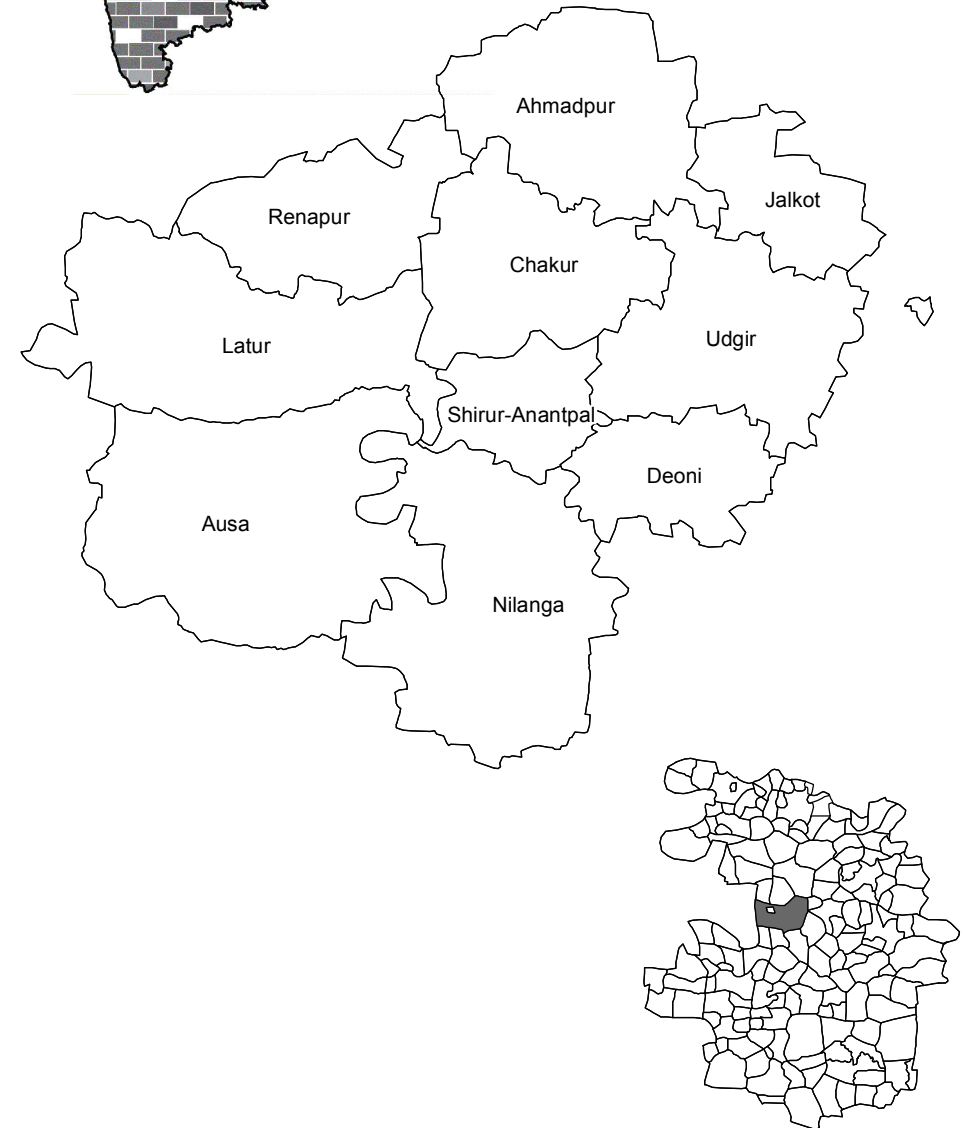 Ahmadpur
Jalkot
Renapur
Chakur
Udgir
Latur
Shirur-Anantpal
Deoni
Ausa
Nilanga